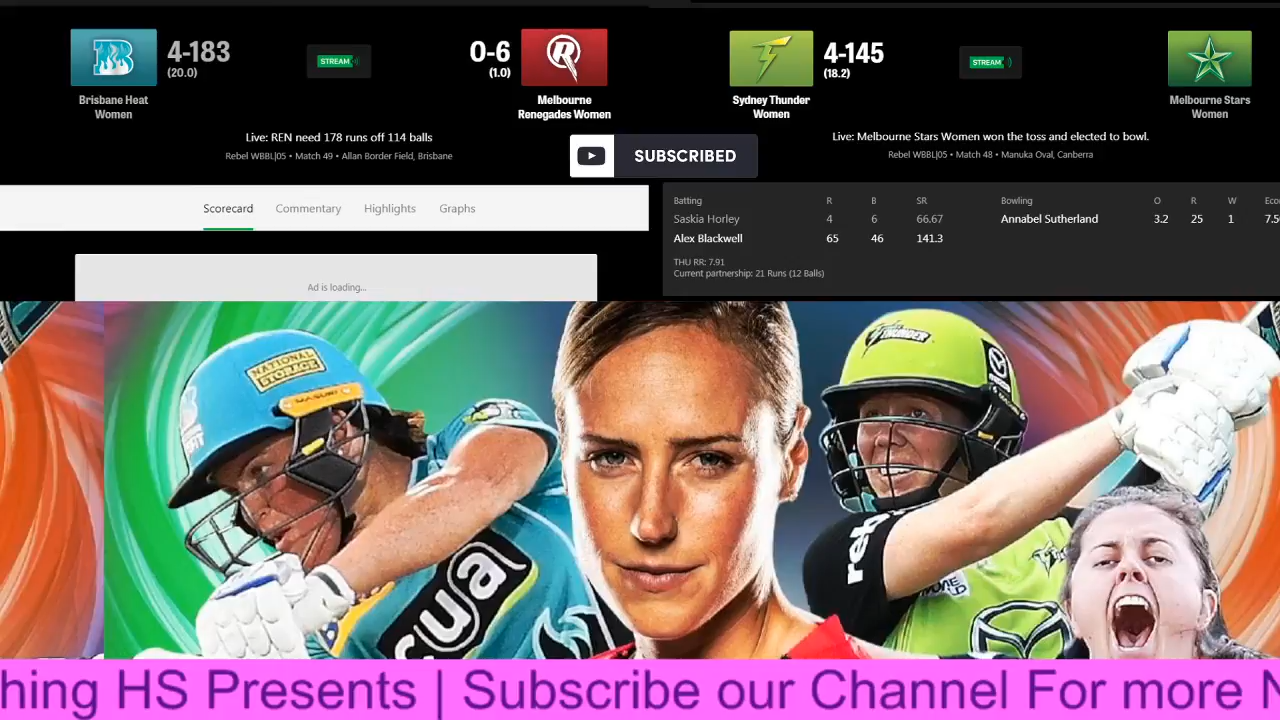 4-183
(20.0)
STREAM
0-6
(1.0)
R
Brisbane Heat
Women
Melbourne
Renegades Women
Live: REN need 178 runs off 114 balls
Rebel WBBL|05 • Match 49 • Allan Border Field, Brisbane
4-145
(18.2)
STREAM
Sydney Thunder
Women
Melbourne Stars
Women
Live: Melbourne Stars Women won the toss and elected to bowl.
Rebel WBBL|05 • Match 48 • Manuka Oval, Canberra
SUBSCRIBED
Scorecard Commentary Highlights Graphs
Ad is loading...
Batting R B SR Bowling O R W Eco
Saskia Horley 4 6 66.67 Annabel Sutherland 3.2 25 1 7.5
Alex Blackwell 65 46 141.3
THU RR: 7.91
Current partnership: 21 Runs (12 Balls)
NATIONAL
STORAGE
THUNDER
rebel
sua
hing HS Presents | Subscribe our Channel For more N